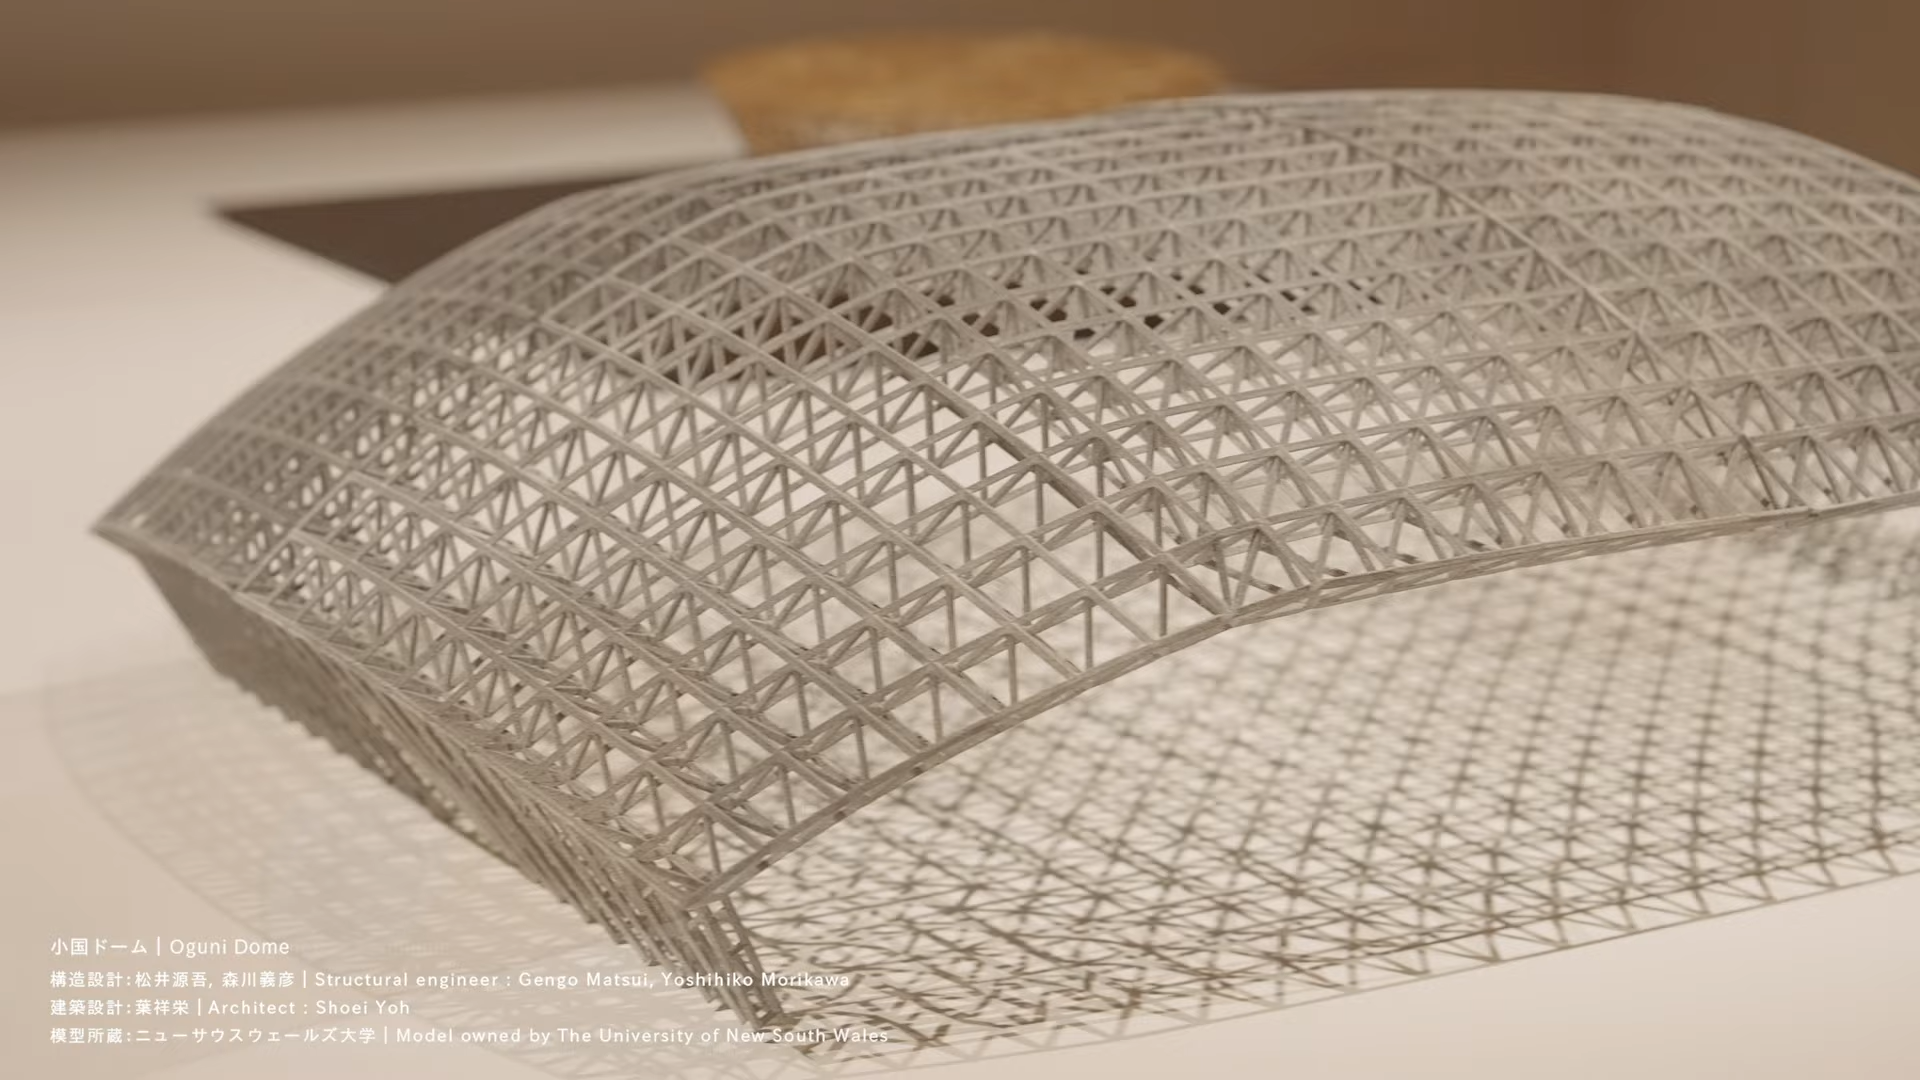 小国ドーム | Oguni Dome
構造設計:松井源吾, 森川義彦 | Structural engineer : Gengo Matsui, Yoshihiko Morikawa
建築設計:葉祥栄 | Architect : Shoei Yoh
模型所蔵:ニューサウスウェールズ大学 | Model owned by The University of New South Wales